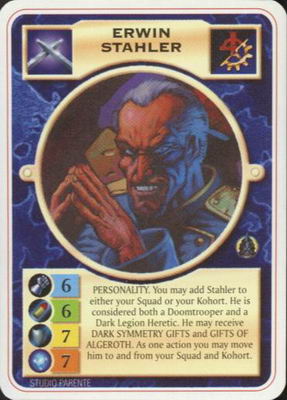 ERWIN
STAHLER
6
6
7
7
PERSONALITY. You may add Stahler to
either your Squad or your Kohort. He is
considered both a Doomtrooper and a
Dark Legion Heretic. He may receive
DARK SYMMETRY GIFTS and GIFTS OF
ALGEROTH. As one action you may move
him to and from your Squad and Kohort.
STUDIO PARENTE